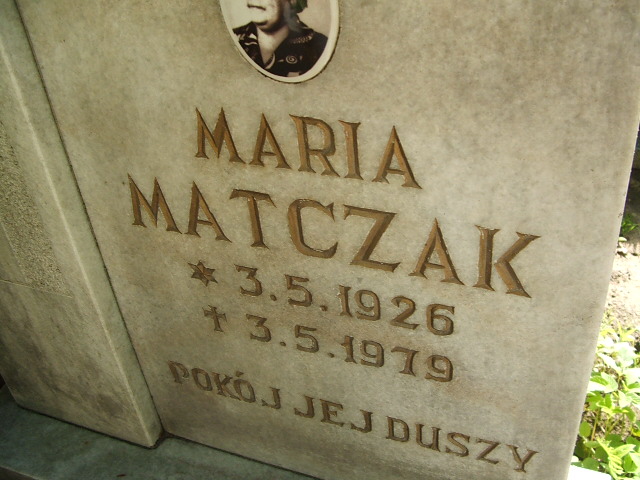 MARIA
MATCZAK
* 3.5.1926
† 3.5.1979
POKÓJ JEJ DUSZY